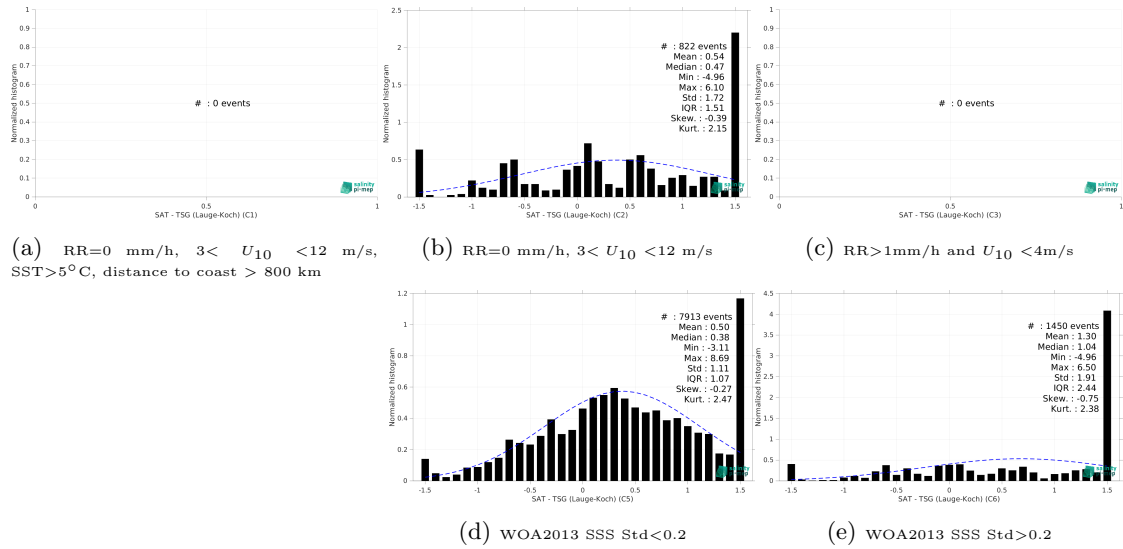 1
0.9
0.8
0.7
0.6
0.5
0.4
0.3
0.2
0.1
0
Normalized histogram
# : 0 events
salinity
pi-mep
0 0.5 1
SAT - TSG (Lauge-Koch) (C1)
(a) RR=0 mm/h, 3< U10 <12 m/s,
SST>5°C, distance to coast > 800 km
2.5
2
1.5
1
0.5
0
Normalized histogram
# : 822 events
Mean : 0.54
Median : 0.47
Min : -4.96
Max : 6.10
Std : 1.72
IQR : 1.51
Skew. : -0.39
Kurt. : 2.15
salinity
pi-mep
-1.5 -1 -0.5 0 0.5 1 1.5
SAT - TSG (Lauge-Koch) (C2)
(b) RR=0 mm/h, 3< U10 <12 m/s
1
0.9
0.8
0.7
0.6
0.5
0.4
0.3
0.2
0.1
0
Normalized histogram
# : 0 events
salinity
pi-mep
0 0.5 1
SAT - TSG (Lauge-Koch) (C3)
(c) RR>1mm/h and U10 <4m/s
1.2
1
0.8
0.6
0.4
0.2
0
Normalized histogram
# : 7913 events
Mean : 0.50
Median : 0.38
Min : -3.11
Max : 8.69
Std : 1.11
IQR : 1.07
Skew. : -0.27
Kurt. : 2.47
salinity
pi-mep
-1.5 -1 -0.5 0 0.5 1 1.5
SAT - TSG (Lauge-Koch) (C5)
(d) WOA2013 SSS Std<0.2
4.5
4
3.5
3
2.5
2
1.5
1
0.5
0
Normalized histogram
# : 1450 events
Mean : 1.30
Median : 1.04
Min : -4.96
Max : 6.50
Std : 1.91
IQR : 2.44
Skew. : -0.75
Kurt. : 2.38
salinity
pi-mep
-1.5 -1 -0.5 0 0.5 1 1.5
SAT - TSG (Lauge-Koch) (C6)
(e) WOA2013 SSS Std>0.2